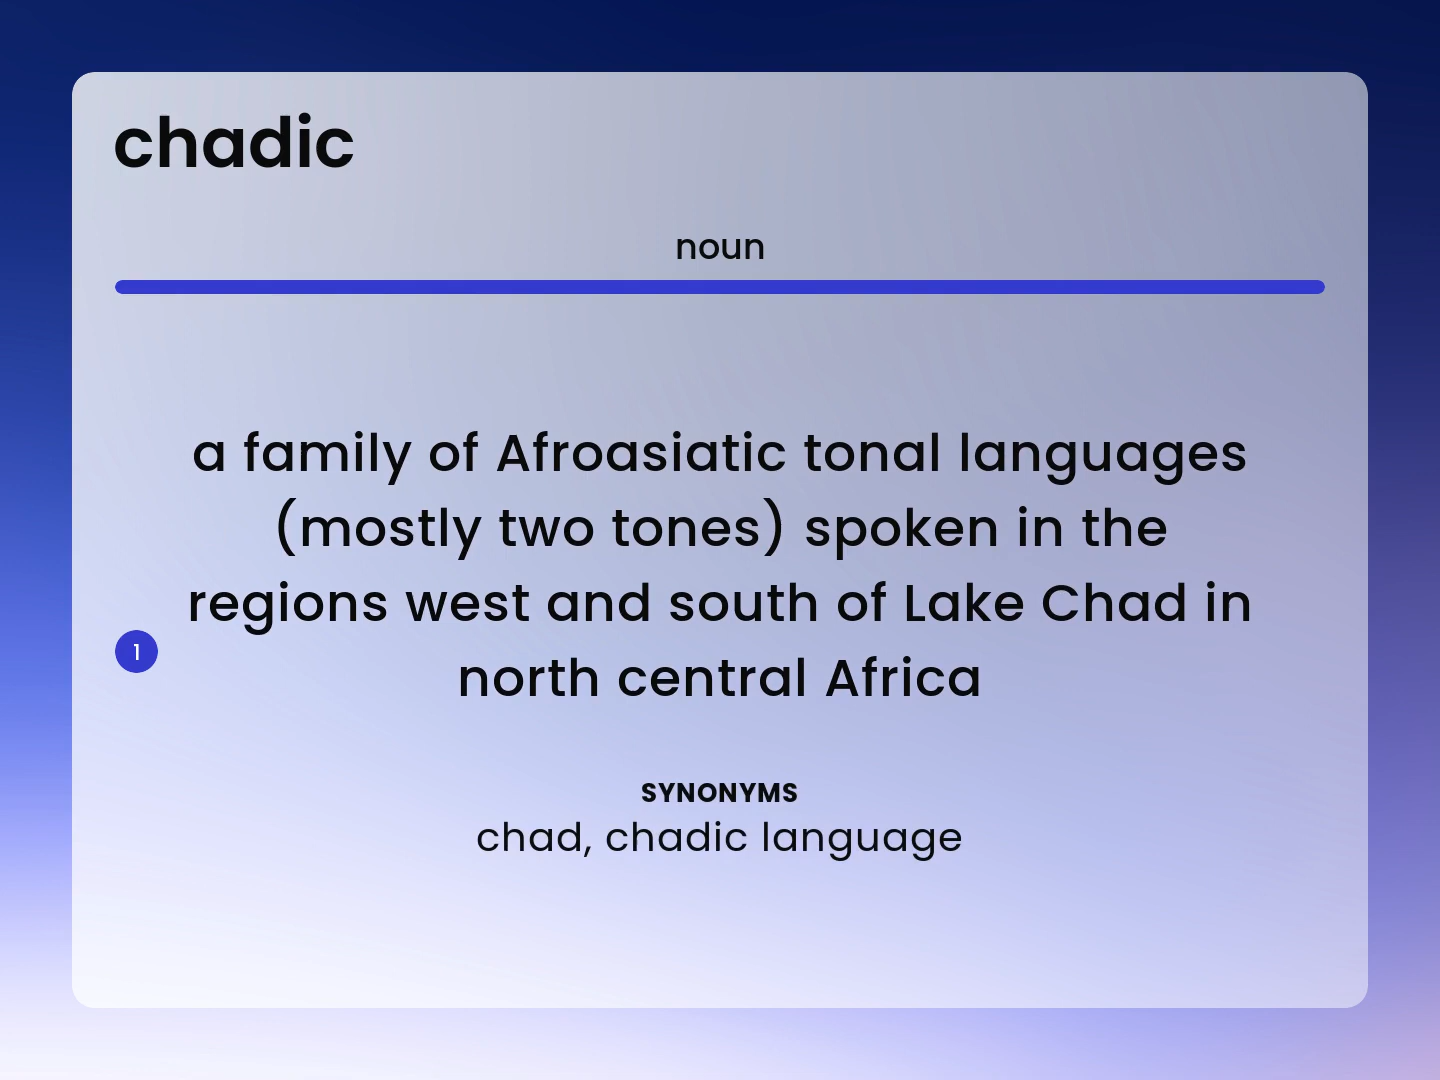 chadic
noun
a family of Afroasiatic tonal languages
(mostly two tones) spoken in the
regions west and south of Lake Chad in
north central Africa
1
SYNONYMS
chad, chadic language